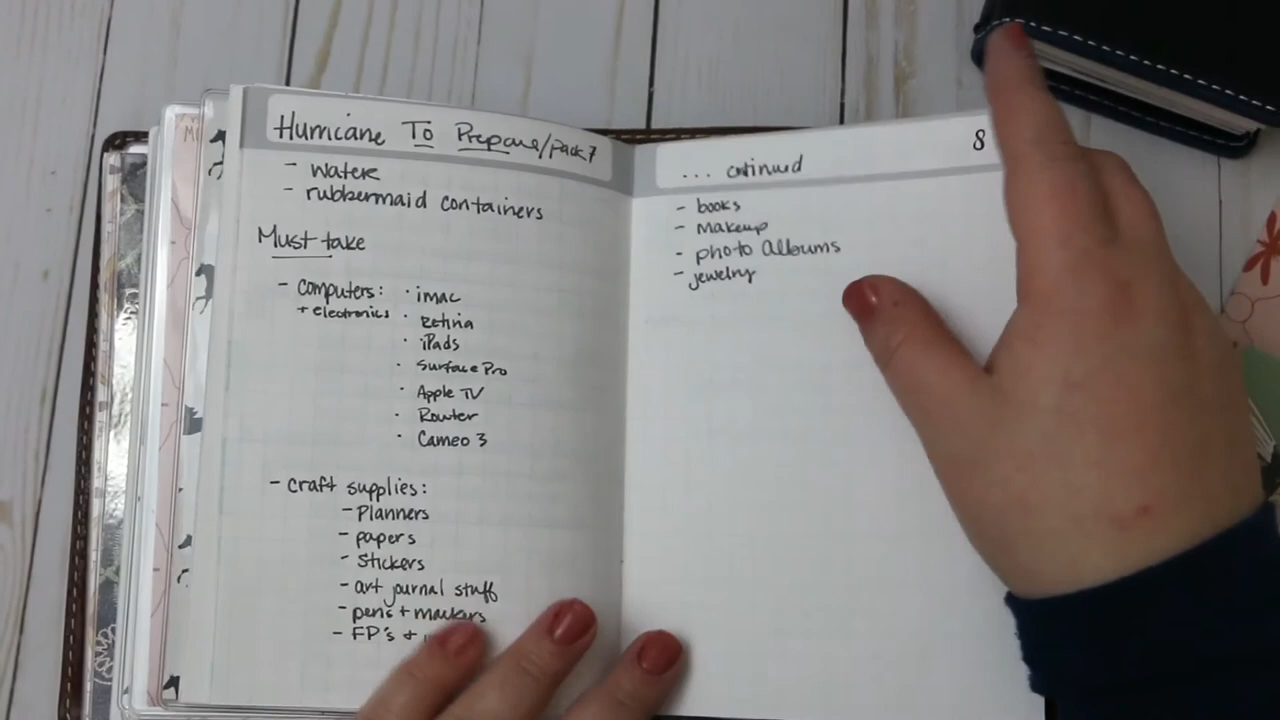 Hurricane To Prepare/pack 7
- Water
- rubbermaid containers
Must take
- Computers:
+ electronics
· imac
· Retina
· iPads
· Surface Pro
· Apple TV
· Router
· Cameo 3
- craft supplies:
- Planners
- papers
- Stickers
- art journal stuff
- pens + markers
- FP's +
8
... contiued
- books
- Makeup
- photo Albums
- jewelry